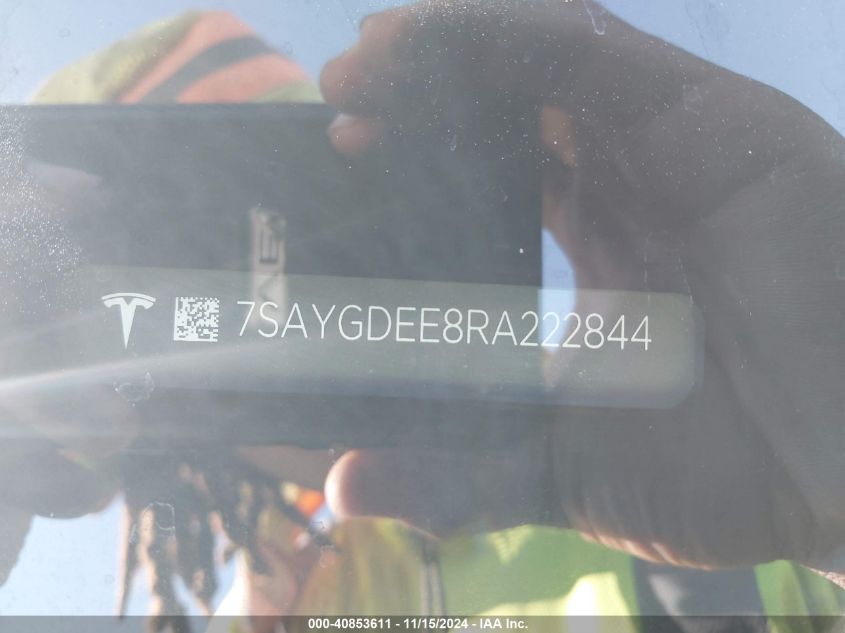 7SAYGDEE8RA222844
000-40853611 - 11/15/2024 - IAA Inc.